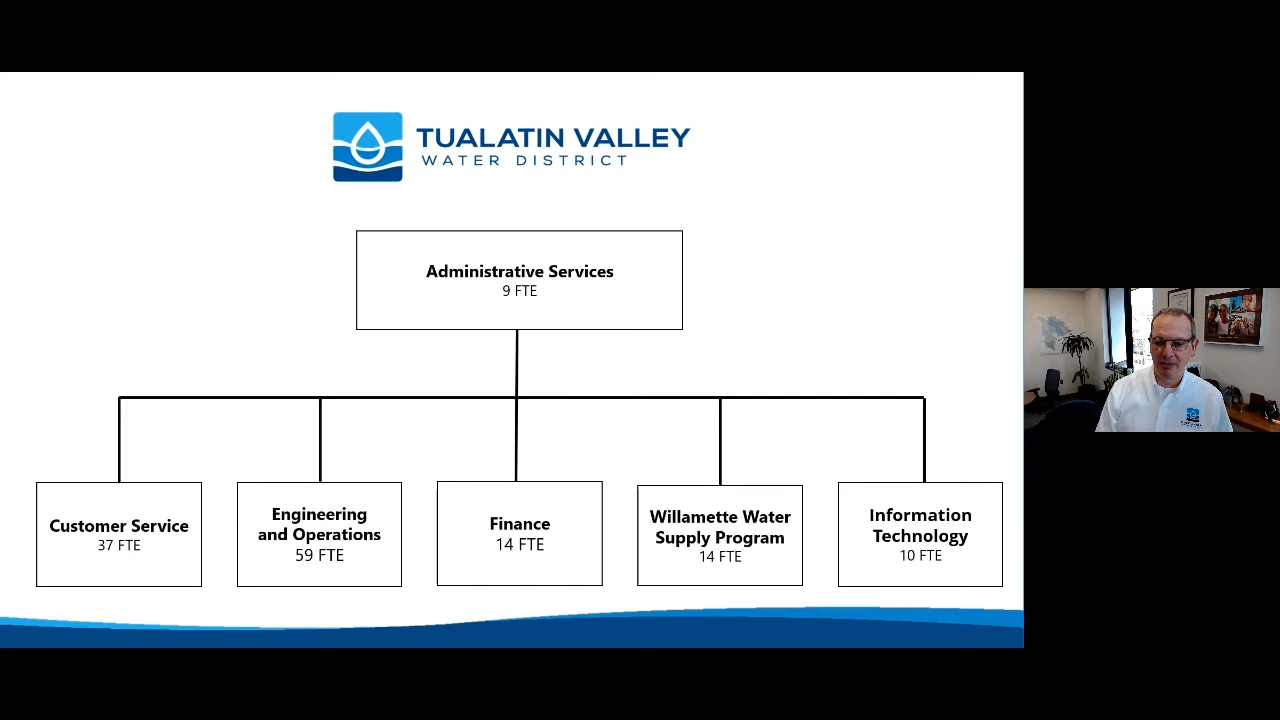 TUALATIN VALLEY
WATER DISTRICT
Administrative Services
9 FTE
Customer Service
37 FTE
Engineering
and Operations
59 FTE
Finance
14 FTE
Willamette Water
Supply Program
14 FTE
Information
Technology
10 FTE